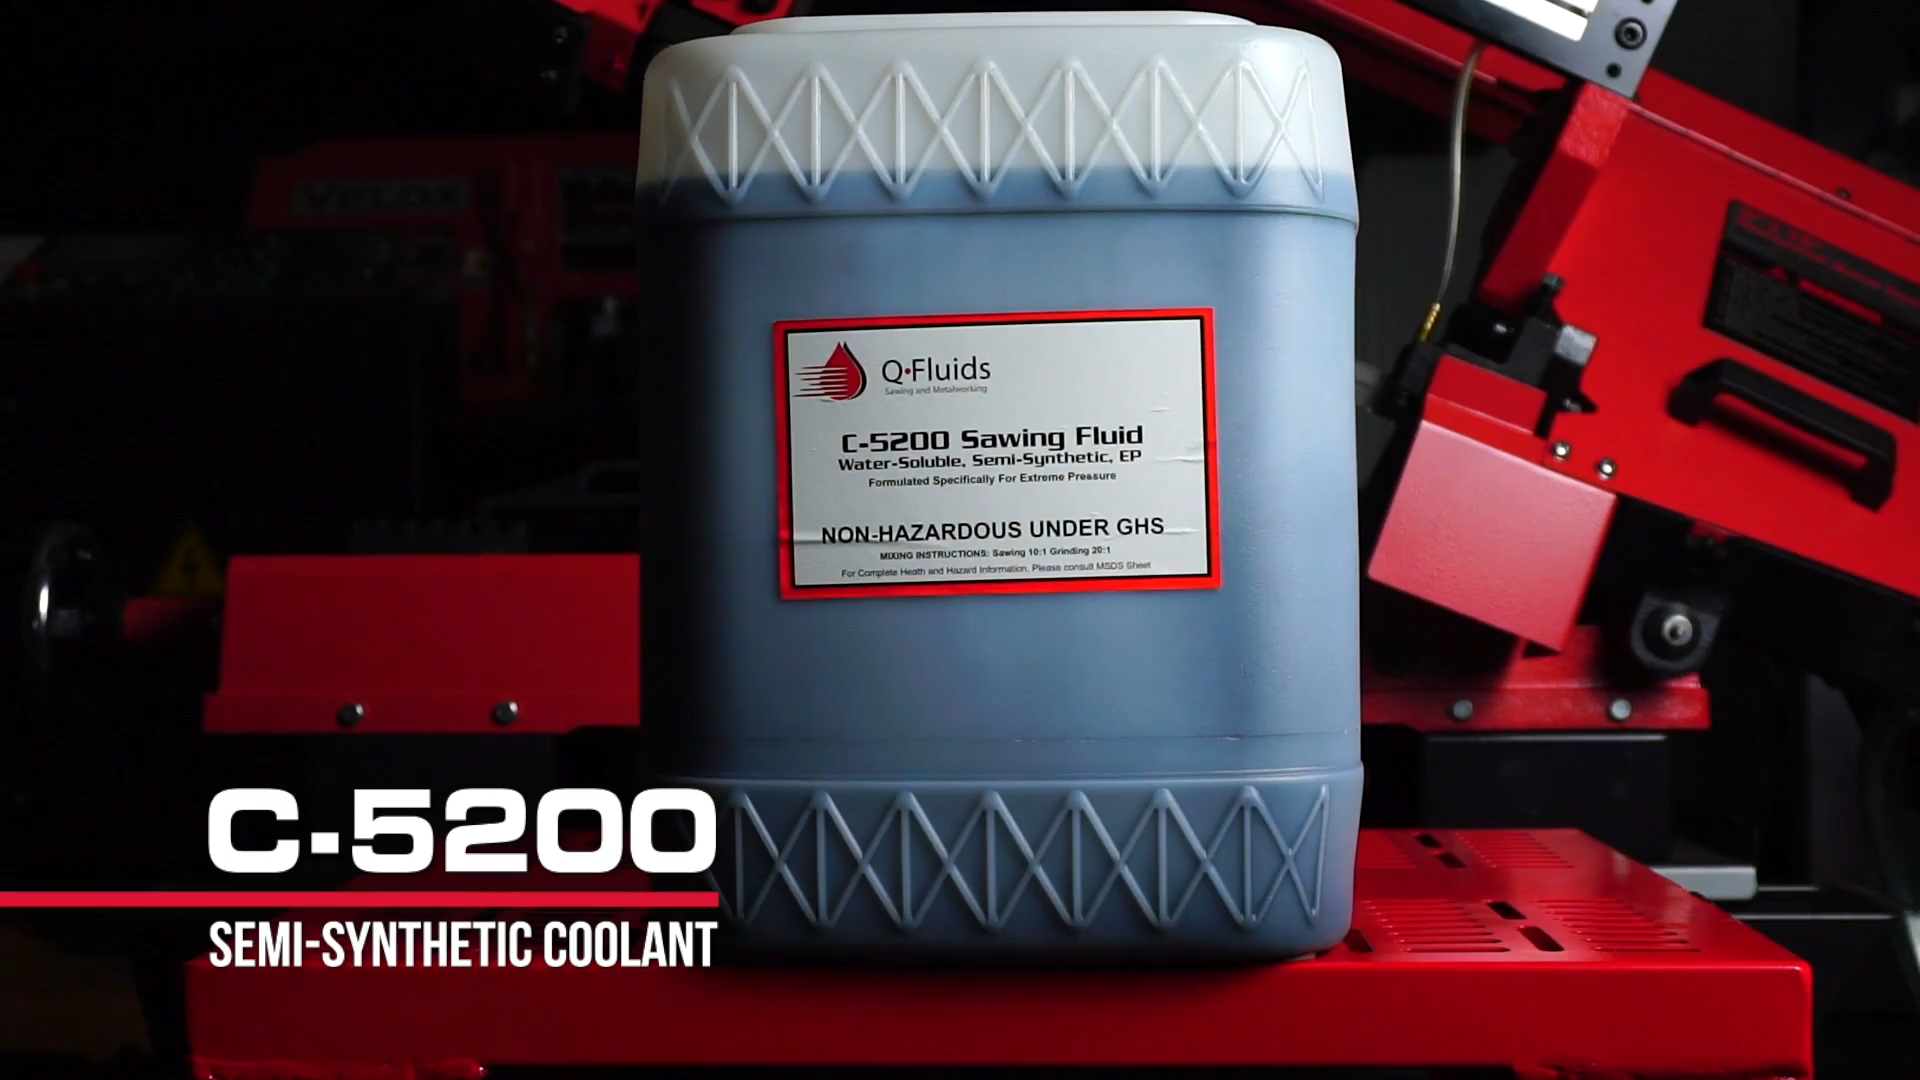 VELOX
Q•Fluids
Sawing and Metalworking
C-5200 Sawing Fluid
Water-Soluble, Semi-Synthetic, EP
Formulated Specifically For Extreme Pressure
NON-HAZARDOUS UNDER GHS
MIXING INSTRUCTIONS: Sawing 10:1 Grinding 20:1
For Complete Heath and Hazard Information, Please consult MSDS Sheet
C-5200
SEMI-SYNTHETIC COOLANT